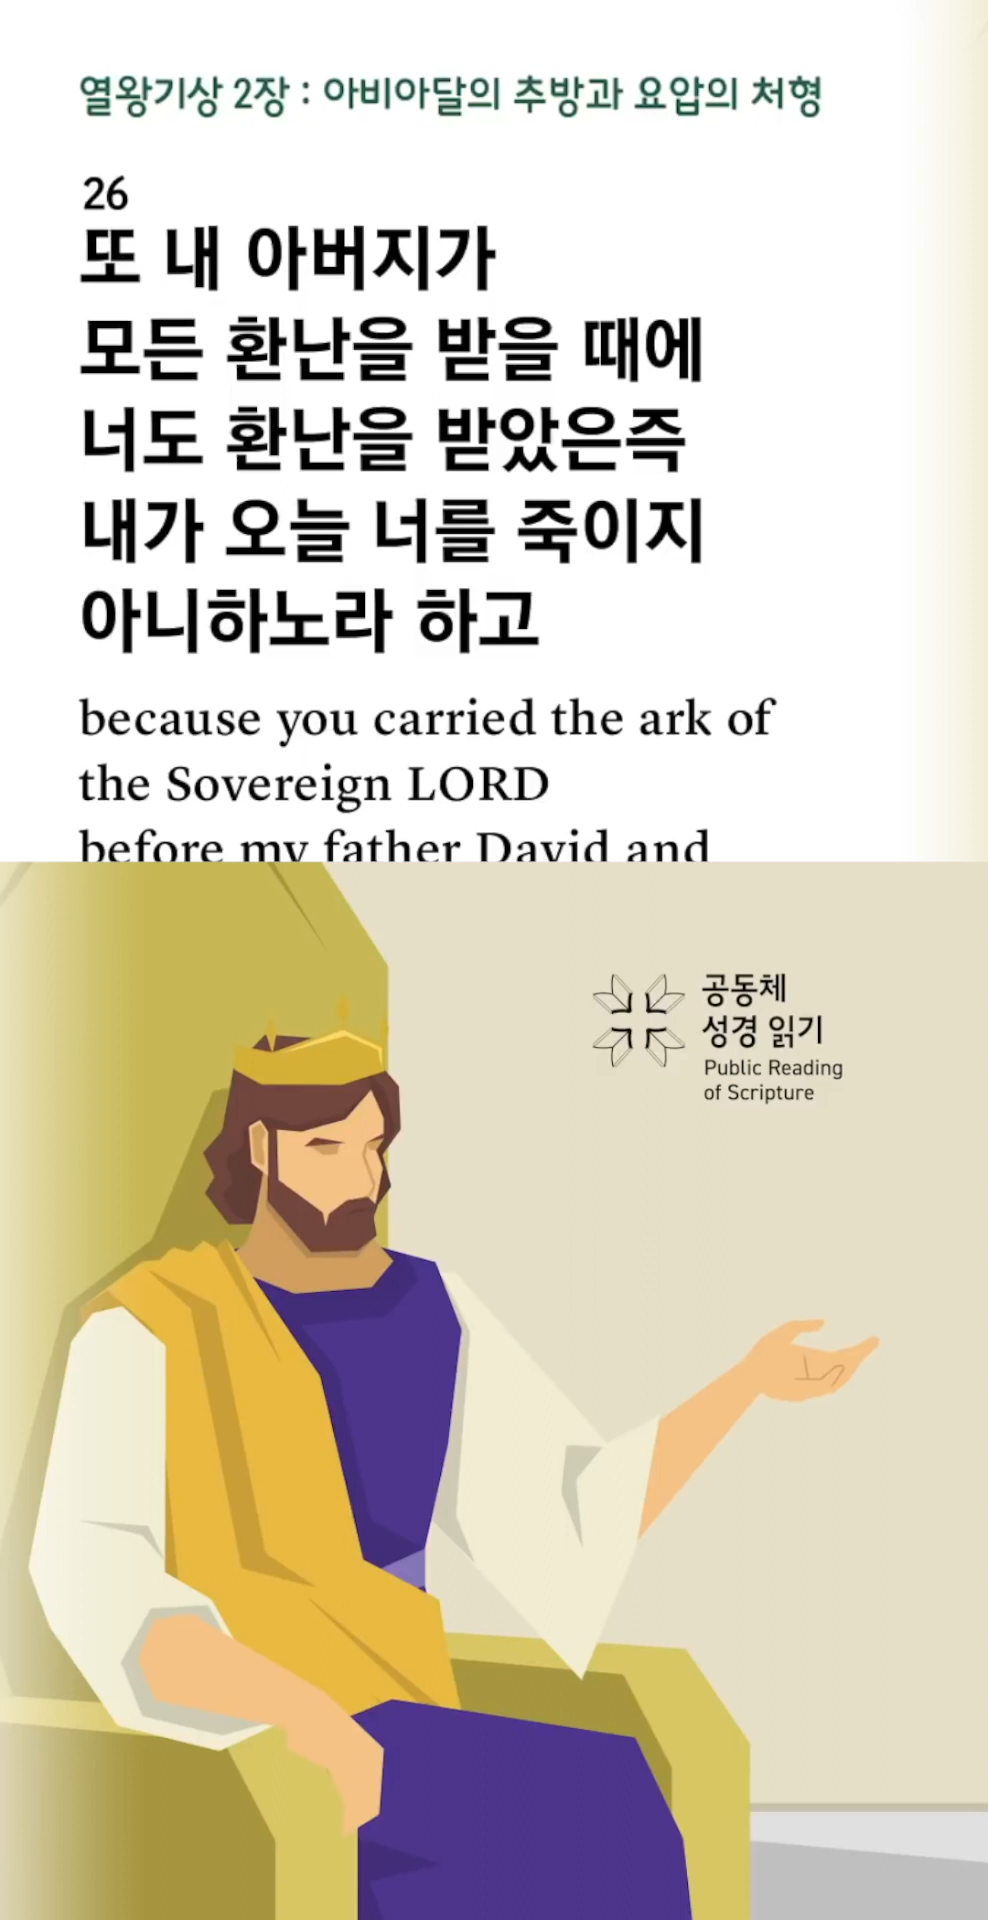 열왕기상 2장 : 아비아달의 추방과 요압의 처형
26
또 내 아버지가
모든 환난을 받을 때에
너도 환난을 받았은즉
내가 오늘 너를 죽이지
아니하노라 하고
because you carried the ark of
the Sovereign LORD
before my father David and
공동체
성경 읽기
Public Reading
of Scripture